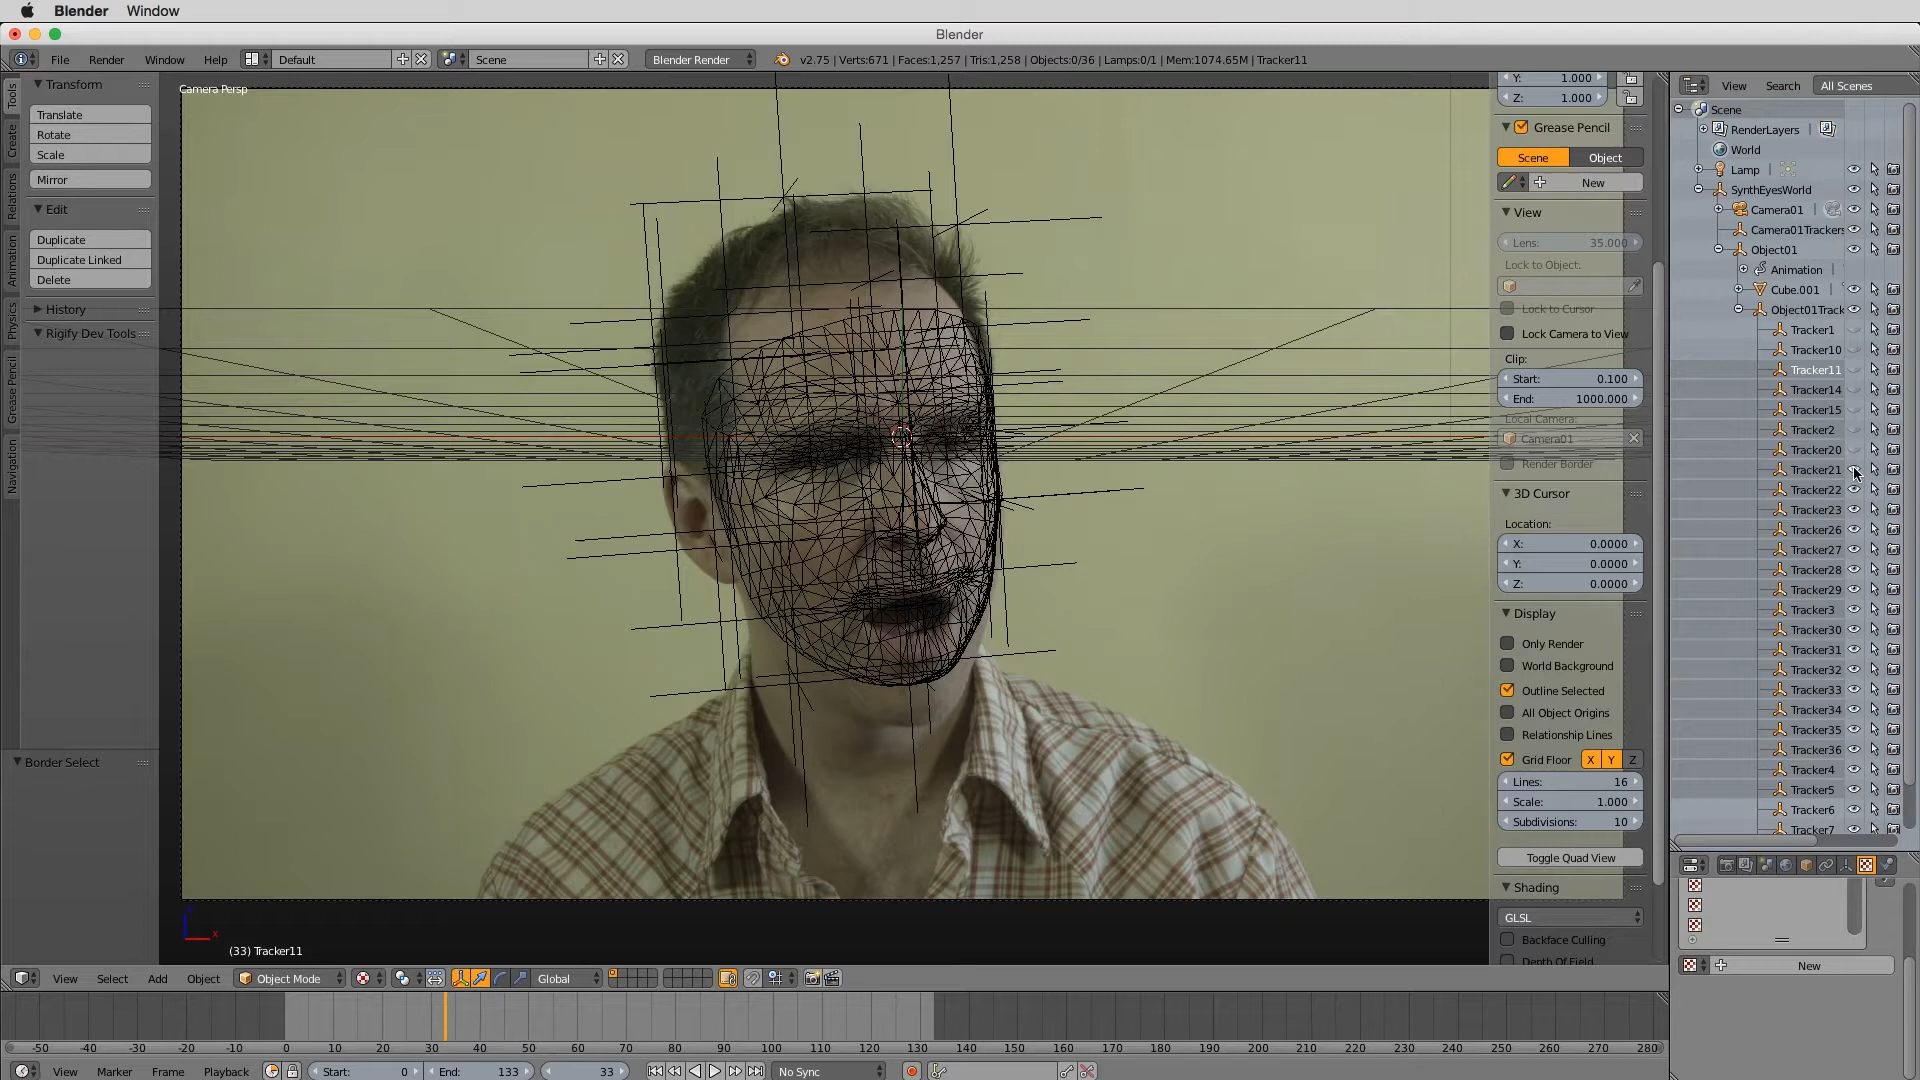 Blender Window
Blender
File Render Window Help Default Scene Blender Render v2.75 | Verts:671 | Faces:1,257 | Tris:1,258 | Objects:0/36 | Lamps:0/1 | Mem:1074.65M | Tracker11
Tools
Create
Relations
Animation
Physics
Grease Pencil
Navigation
Transform
Translate
Rotate
Scale
Mirror
Edit
Duplicate
Duplicate Linked
Delete
History
Rigify Dev Tools
Border Select
Camera Persp
(33) Tracker11
Y: 1.000
Z: 1.000
Grease Pencil
Scene Object
New
View
Lens: 35.000
Lock to Object:
Lock to Cursor
Lock Camera to View
Clip:
Start: 0.100
End: 1000.000
Local Camera:
Camera01
Render Border
3D Cursor
Location:
X: 0.0000
Y: 0.0000
Z: 0.0000
Display
Only Render
World Background
Outline Selected
All Object Origins
Relationship Lines
Grid Floor X Y Z
Lines: 16
Scale: 1.000
Subdivisions: 10
Toggle Quad View
Shading
GLSL
Backface Culling
Depth Of Field
View Search All Scenes
Scene
RenderLayers
World
Lamp
SynthEyesWorld
Camera01
Camera01Trackers
Object01
Animation
Cube.001
Object01Track
Tracker1
Tracker10
Tracker11
Tracker14
Tracker15
Tracker2
Tracker20
Tracker21
Tracker22
Tracker23
Tracker26
Tracker27
Tracker28
Tracker29
Tracker3
Tracker30
Tracker31
Tracker32
Tracker33
Tracker34
Tracker35
Tracker36
Tracker4
Tracker5
Tracker6
Tracker7
New
View Select Add Object Object Mode Global
-50 -40 -30 -20 -10 0 10 20 30 40 50 60 70 80 90 100 110 120 130 140 150 160 170 180 190 200 210 220 230 240 250 260 270 280
View Marker Frame Playback Start: 0 End: 133 33 No Sync